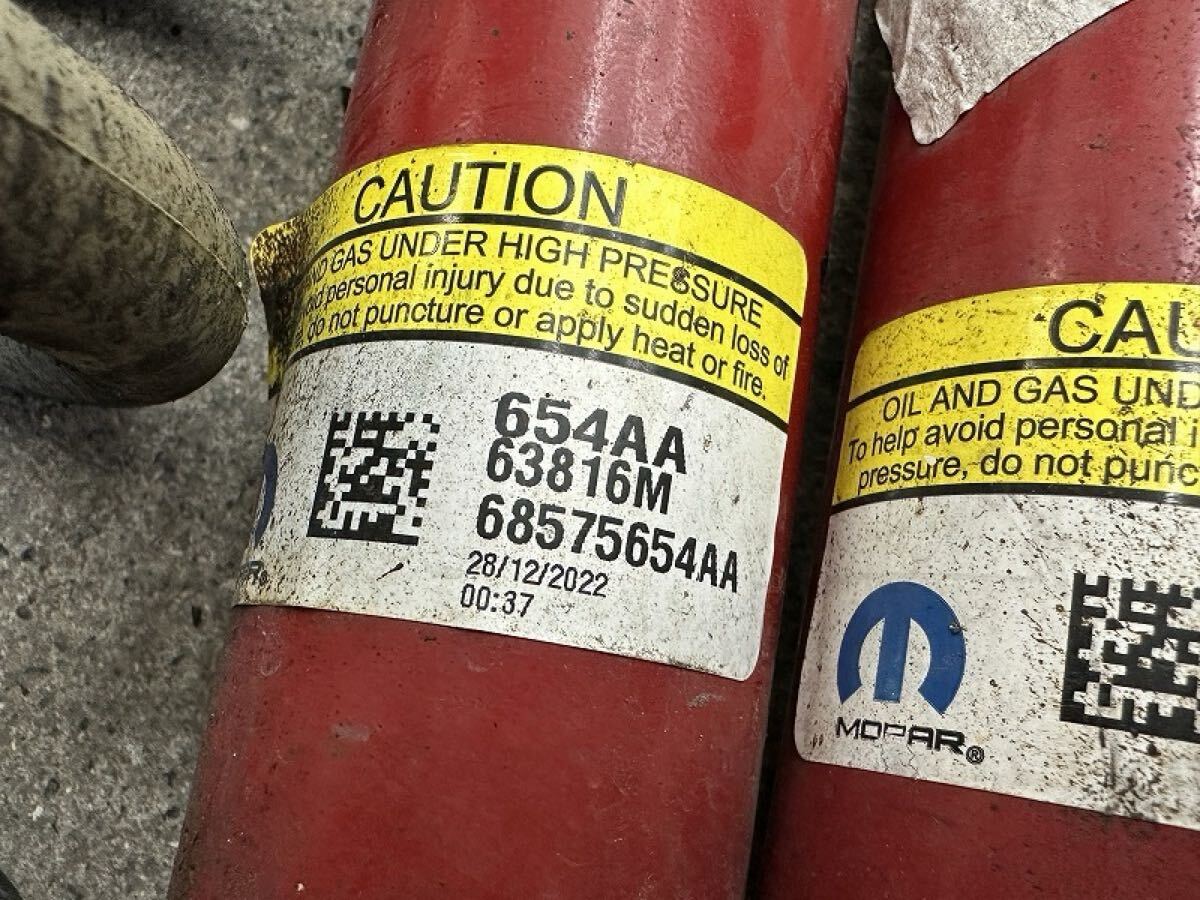 CAUTION
GAS UNDER HIGH PRESSURE
personal injury due to sudden loss of
do not puncture or apply heat or fire.
654AA
63816M
68575654AA
28/12/2022
00:37
CAU
OIL AND GAS UND
To help avoid personal i
pressure, do not punc
MOPAR®